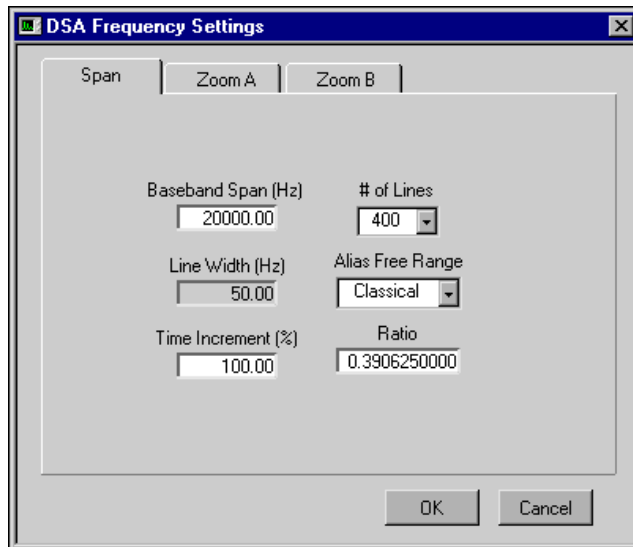 DSA Frequency Settings
Span
Zoom A
Zoom B
Baseband Span (Hz)
20000.00
# of Lines
400
Line Width (Hz)
50.00
Alias Free Range
Classical
Time Increment (%)
100.00
Ratio
0.3906250000
OK
Cancel